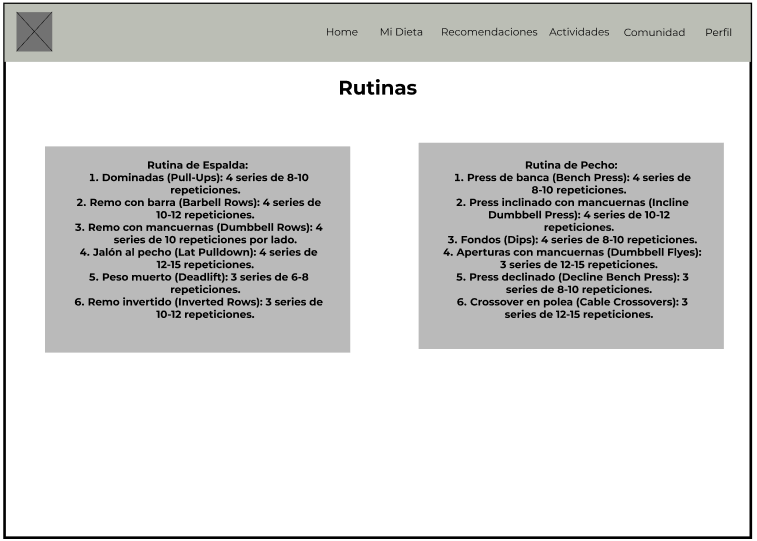 Home Mi Dieta Recomendaciones Actividades Comunidad Perfil
Rutinas
Rutina de Espalda:
1. Dominadas (Pull-Ups): 4 series de 8-10
repeticiones.
2. Remo con barra (Barbell Rows): 4 series de
10-12 repeticiones.
3. Remo con mancuernas (Dumbbell Rows): 4
series de 10 repeticiones por lado.
4. Jalón al pecho (Lat Pulldown): 4 series de
12-15 repeticiones.
5. Peso muerto (Deadlift): 3 series de 6-8
repeticiones.
6. Remo invertido (Inverted Rows): 3 series de
10-12 repeticiones.
Rutina de Pecho:
1. Press de banca (Bench Press): 4 series de
8-10 repeticiones.
2. Press inclinado con mancuernas (Incline
Dumbbell Press): 4 series de 10-12
repeticiones.
3. Fondos (Dips): 4 series de 8-10 repeticiones.
4. Aperturas con mancuernas (Dumbbell Flyes):
3 series de 12-15 repeticiones.
5. Press declinado (Decline Bench Press): 3
series de 8-10 repeticiones.
6. Crossover en polea (Cable Crossovers): 3
series de 12-15 repeticiones.